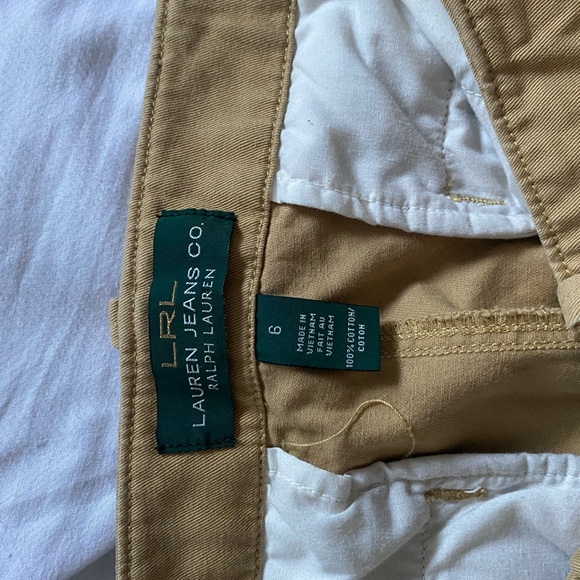 LRL
LAUREN JEANS CO.
RALPH LAUREN
6
MADE IN
VIETNAM
FAIT AU
VIETNAM
100% COTTON/
COTON